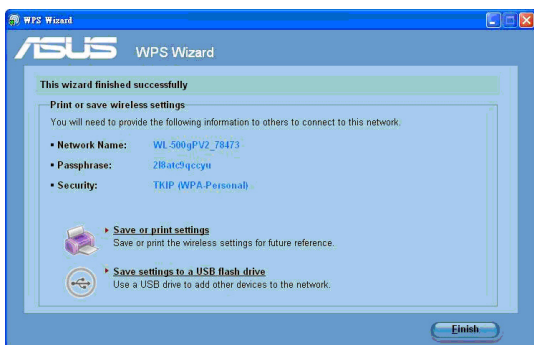 WPS Wizard
ASUS WPS Wizard
This wizard finished successfully
Print or save wireless settings
You will need to provide the following information to others to connect to this network.
▪ Network Name: WL-500gPV2_78473
▪ Passphrase: 2l8atc9qccyu
▪ Security: TKIP (WPA-Personal)
Save or print settings
Save or print the wireless settings for future reference.
Save settings to a USB flash drive
Use a USB drive to add other devices to the network.
Finish